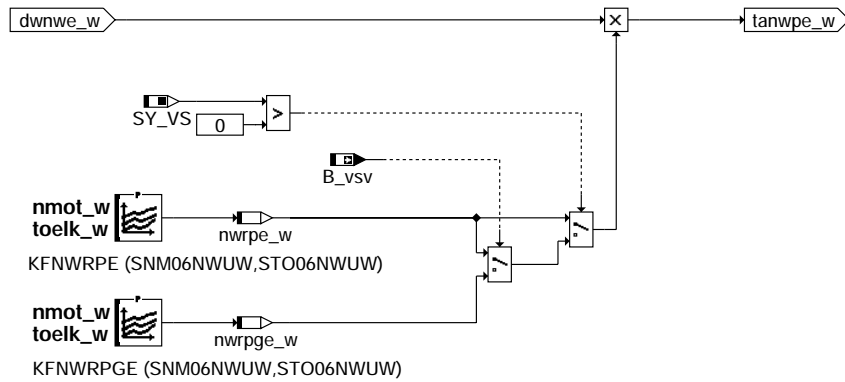 dwnwe_w
×
tanwpe_w
SY_VS
>
0
B_vsv
P
nmot_w
toelk_w
nwrpe_w
KFNWRPE (SNM06NWUW,STO06NWUW)
P
nmot_w
toelk_w
nwrpge_w
KFNWRPGE (SNM06NWUW,STO06NWUW)